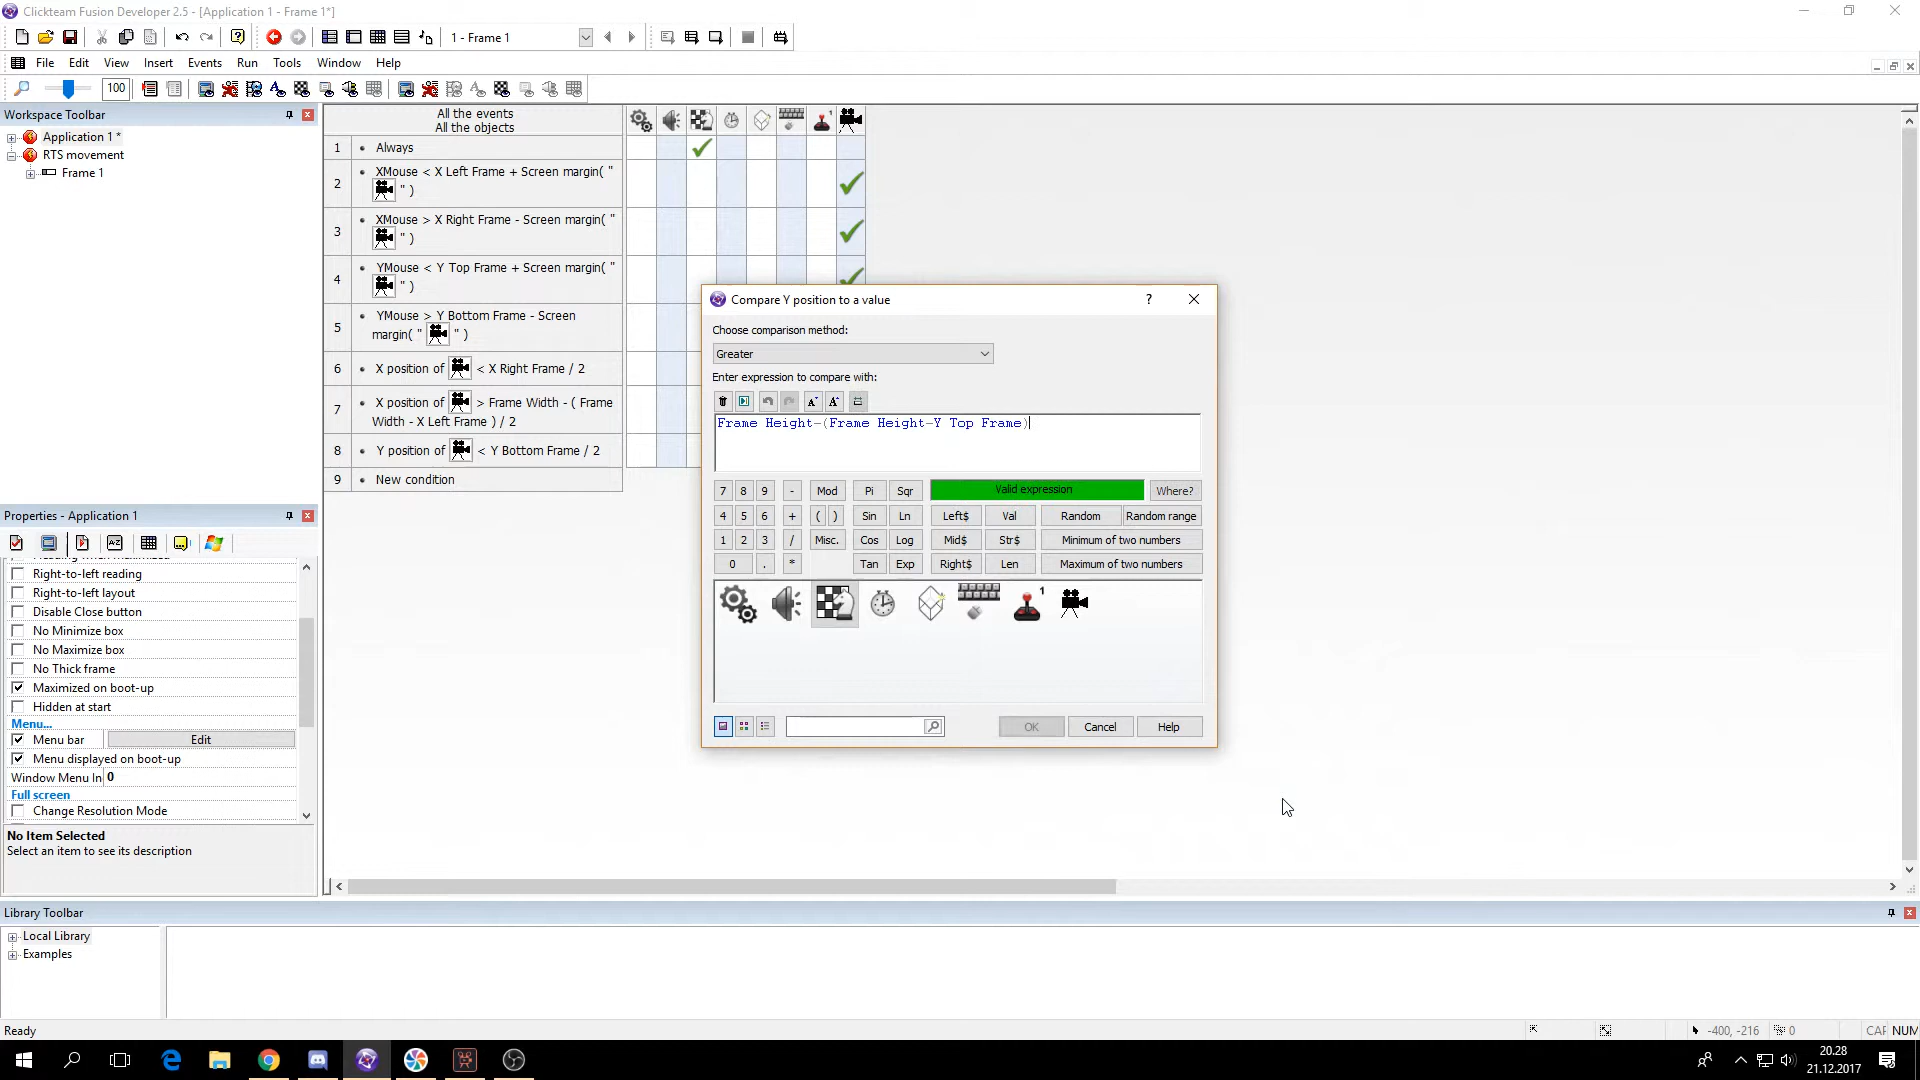 Clickteam Fusion Developer 2.5 - [Application 1 - Frame 1*]
1 - Frame 1
File Edit View Insert Events Run Tools Window Help
100
Workspace Toolbar
Application 1 *
RTS movement
Frame 1
All the events
All the objects
1 • Always
2 • XMouse < X Left Frame + Screen margin( "
" )
3 • XMouse > X Right Frame - Screen margin( "
" )
4 • YMouse < Y Top Frame + Screen margin( "
" )
5 • YMouse > Y Bottom Frame - Screen
margin( " " )
6 • X position of < X Right Frame / 2
7 • X position of > Frame Width - ( Frame
Width - X Left Frame ) / 2
8 • Y position of < Y Bottom Frame / 2
9 • New condition
Compare Y position to a value
?
Choose comparison method:
Greater
Enter expression to compare with:
Frame Height-(Frame Height-Y Top Frame)
7 8 9 - Mod Pi Sqr Valid expression Where?
4 5 6 + ( ) Sin Ln Left$ Val Random Random range
1 2 3 / Misc. Cos Log Mid$ Str$ Minimum of two numbers
0 . * Tan Exp Right$ Len Maximum of two numbers
1
OK Cancel Help
Properties - Application 1
Right-to-left reading
Right-to-left layout
Disable Close button
No Minimize box
No Maximize box
No Thick frame
Maximized on boot-up
Hidden at start
Menu...
Menu bar Edit
Menu displayed on boot-up
Window Menu In 0
Full screen
Change Resolution Mode
No Item Selected
Select an item to see its description
Library Toolbar
Local Library
Examples
Ready
-400, -216
0
CAP NUM
20.28
21.12.2017